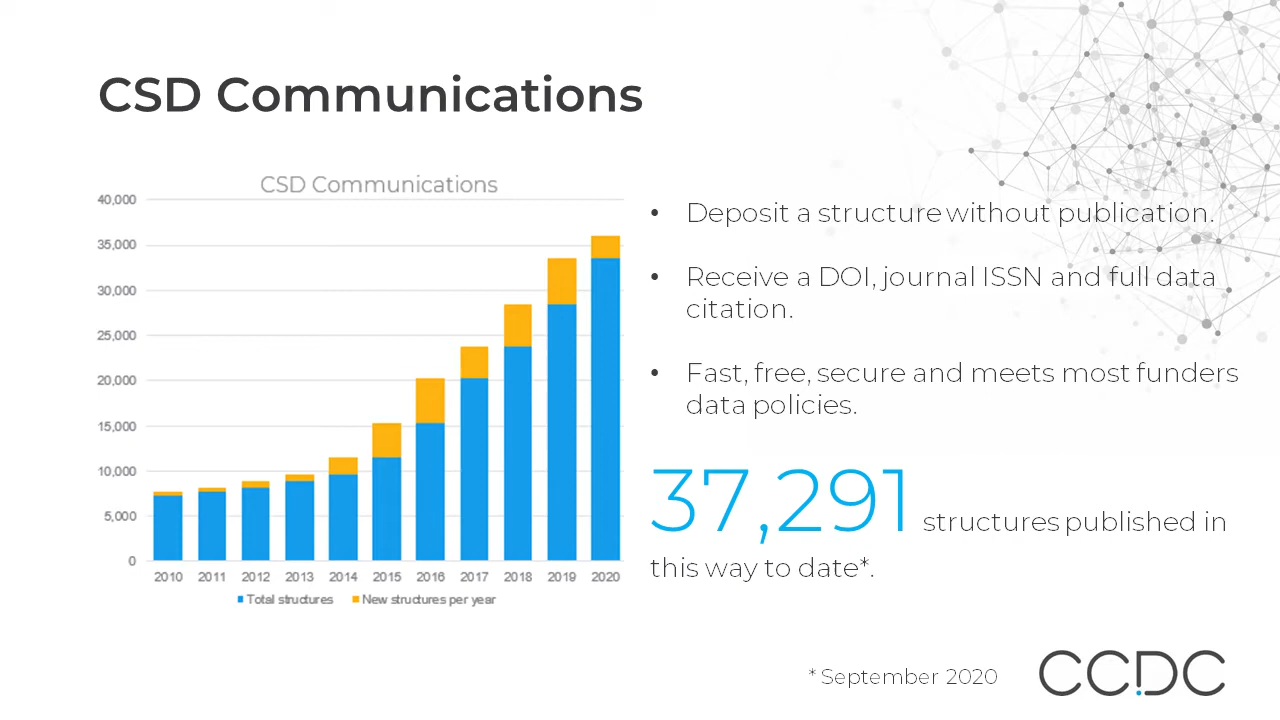 CSD Communications
CSD Communications
40,000
35,000
30,000
25,000
20,000
15,000
10,000
5,000
0
2010 2011 2012 2013 2014 2015 2016 2017 2018 2019 2020
Total structures New structures per year
• Deposit a structure without publication.
• Receive a DOI, journal ISSN and full data
citation.
• Fast, free, secure and meets most funders
data policies.
37,291 structures published in
this way to date*.
* September 2020
CCDC